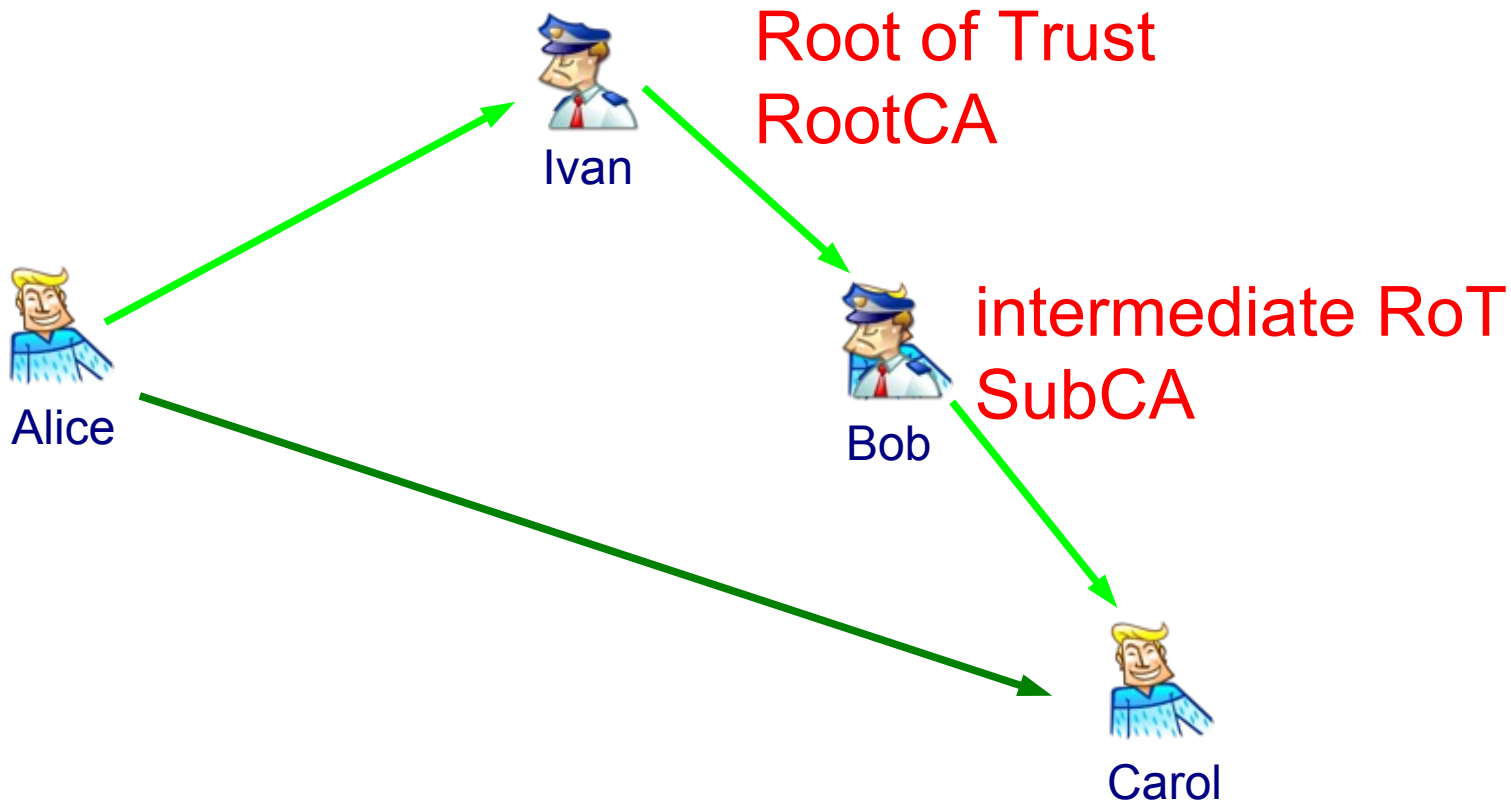 Root of Trust
RootCA
Ivan
intermediate RoT
SubCA
Alice
Bob
Carol